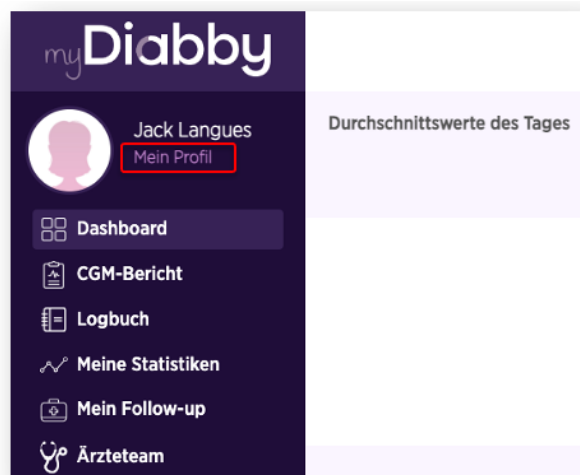 myDiabby
Jack Langues
Mein Profil
Durchschnittswerte des Tages
Dashboard
CGM-Bericht
Logbuch
Meine Statistiken
Mein Follow-up
Ärzteteam